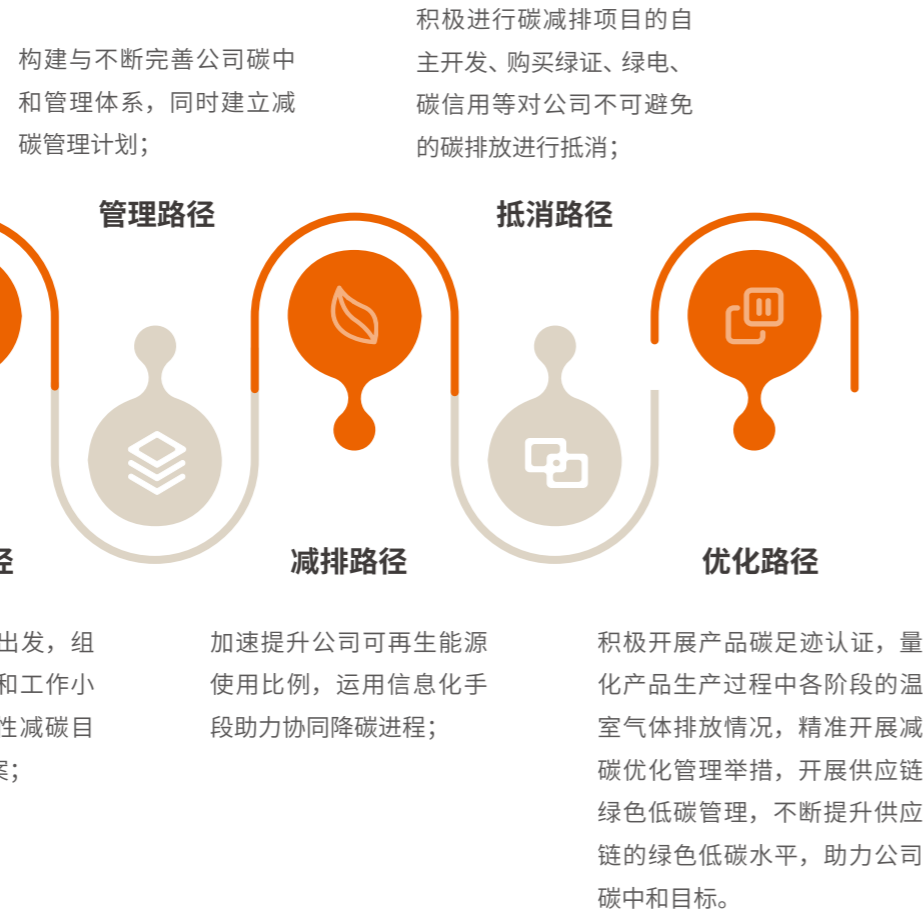 构建与不断完善公司碳中
和管理体系，同时建立减
碳管理计划；
管理路径
积极进行碳减排项目的自
主开发、购买绿证、绿电、
碳信用等对公司不可避免
的碳排放进行抵消；
抵消路径
径
出发，组
和工作小
性减碳目
案；
减排路径
加速提升公司可再生能源
使用比例，运用信息化手
段助力协同降碳进程；
优化路径
积极开展产品碳足迹认证，量
化产品生产过程中各阶段的温
室气体排放情况，精准开展减
碳优化管理举措，开展供应链
绿色低碳管理，不断提升供应
链的绿色低碳水平，助力公司
碳中和目标。